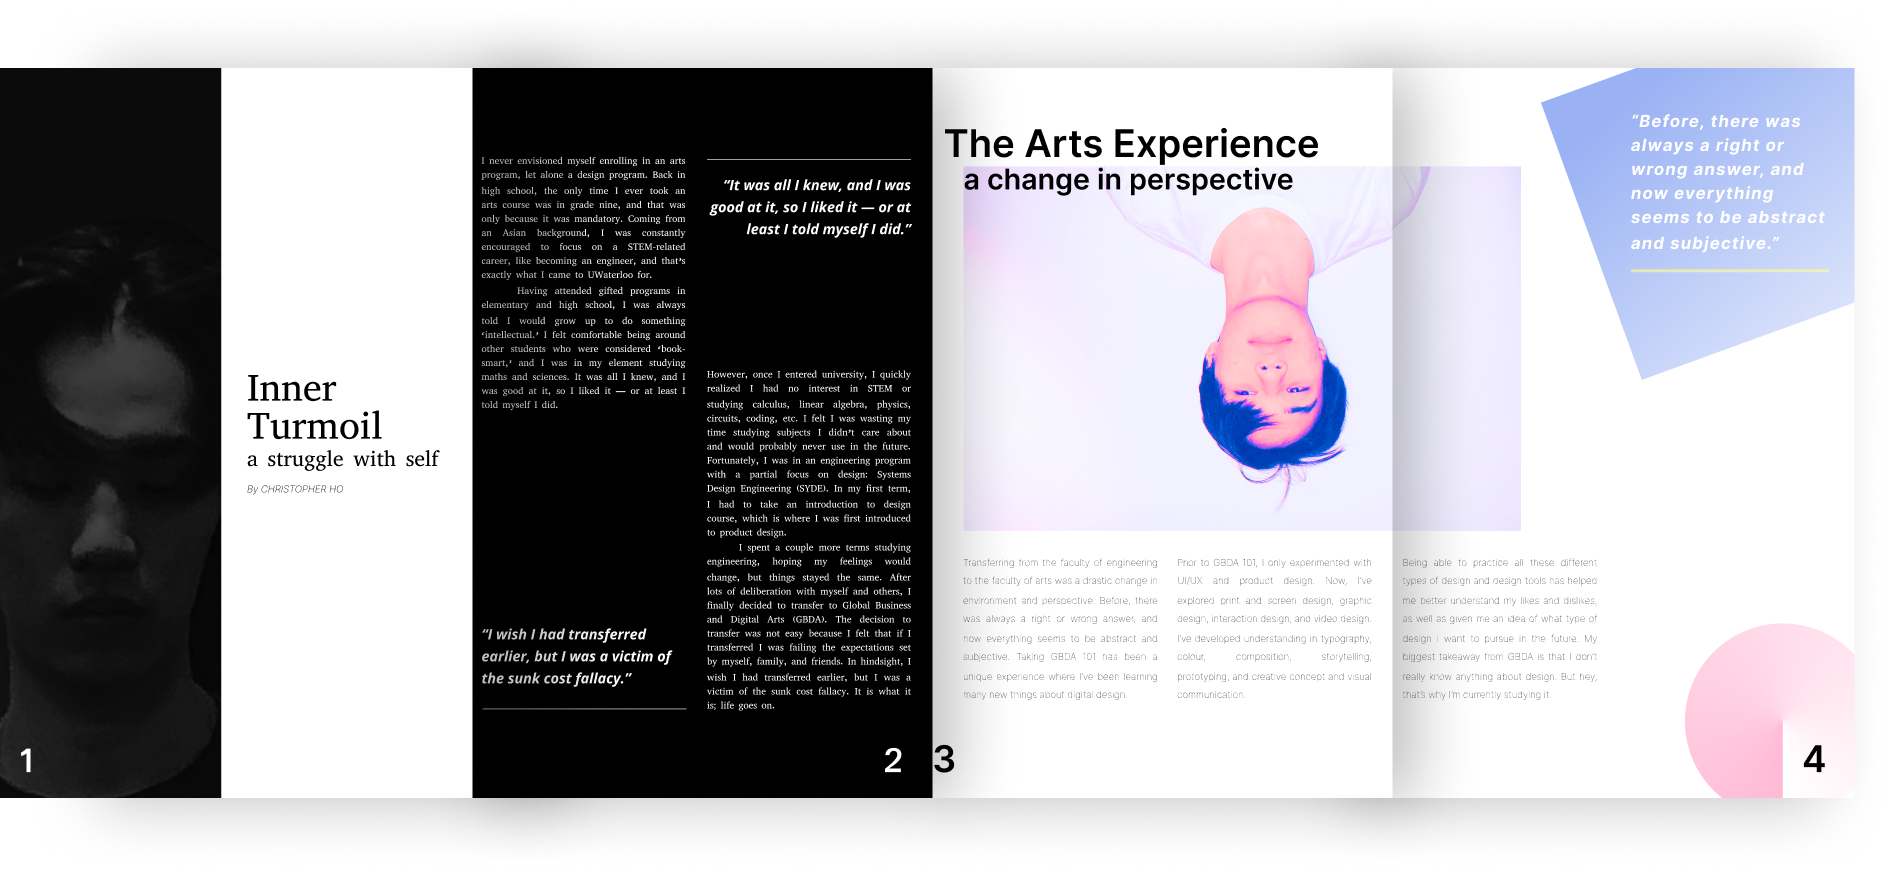 Inner
Turmoil
a struggle with self
By CHRISTOPHER HO
1
I never envisioned myself enrolling in an arts
program, let alone a design program. Back in
high school, the only time I ever took an
arts course was in grade nine, and that was
only because it was mandatory. Coming from
an Asian background, I was constantly
encouraged to focus on a STEM-related
career, like becoming an engineer, and that's
exactly what I came to UWaterloo for.
Having attended gifted programs in
elementary and high school, I was always
told I would grow up to do something
‘intellectual.’ I felt comfortable being around
other students who were considered ‘book-
smart,’ and I was in my element studying
maths and sciences. It was all I knew, and I
was good at it, so I liked it — or at least I
told myself I did.
“I wish I had transferred
earlier, but I was a victim of
the sunk cost fallacy.”
“It was all I knew, and I was
good at it, so I liked it — or at
least I told myself I did.”
However, once I entered university, I quickly
realized I had no interest in STEM or
studying calculus, linear algebra, physics,
circuits, coding, etc. I felt I was wasting my
time studying subjects I didn't care about
and would probably never use in the future.
Fortunately, I was in an engineering program
with a partial focus on design: Systems
Design Engineering (SYDE). In my first term,
I had to take an introduction to design
course, which is where I was first introduced
to product design.
I spent a couple more terms studying
engineering, hoping my feelings would
change, but things stayed the same. After
lots of deliberation with myself and others, I
finally decided to transfer to Global Business
and Digital Arts (GBDA). The decision to
transfer was not easy because I felt that if I
transferred I was failing the expectations set
by myself, family, and friends. In hindsight, I
wish I had transferred earlier, but I was a
victim of the sunk cost fallacy. It is what it
is; life goes on.
2
The Arts Experience
a change in perspective
Transferring from the faculty of engineering
to the faculty of arts was a drastic change in
environment and perspective. Before, there
was always a right or wrong answer, and
now everything seems to be abstract and
subjective. Taking GBDA 101 has been a
unique experience where I've been learning
many new things about digital design.
Prior to GBDA 101, I only experimented with
UI/UX and product design. Now, I've
explored print and screen design, graphic
design, interaction design, and video design.
I've developed understanding in typography,
colour, composition, storytelling,
prototyping, and creative concept and visual
communication.
3
Being able to practice all these different
types of design and design tools has helped
me better understand my likes and dislikes,
as well as given me an idea of what type of
design I want to pursue in the future. My
biggest takeaway from GBDA is that I don't
really know anything about design. But hey,
that's why I'm currently studying it.
“Before, there was
always a right or
wrong answer, and
now everything
seems to be abstract
and subjective.”
4